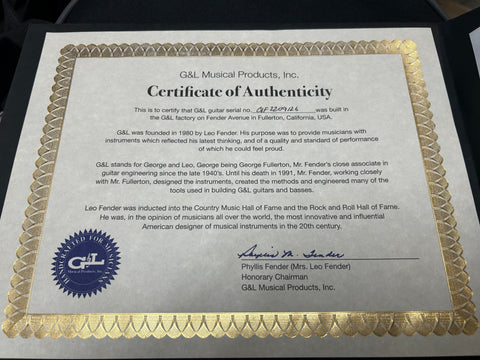 G&L Musical Products, Inc.
Certificate of Authenticity
This is to certify that G&L guitar serial no. CLF2209126 was built in
the G&L factory on Fender Avenue in Fullerton, California, USA.
G&L was founded in 1980 by Leo Fender. His purpose was to provide musicians with
instruments which reflected his latest thinking, and of a quality and standard of performance
of which he could feel proud.
G&L stands for George and Leo, George being George Fullerton, Mr. Fender's close associate in
guitar engineering since the late 1940's. Until his death in 1991, Mr. Fender, working closely
with Mr. Fullerton, designed the instruments, created the methods and engineered many of the
tools used in building G&L guitars and basses.
Leo Fender was inducted into the Country Music Hall of Fame and the Rock and Roll Hall of Fame.
He was, in the opinion of musicians all over the world, the most innovative and influential
American designer of musical instruments in the 20th century.
Phyllis M. Fender
Phyllis Fender (Mrs. Leo Fender)
Honorary Chairman
G&L Musical Products, Inc.
HANDCRAFTED FOR
G&L
Musical Products, Inc.